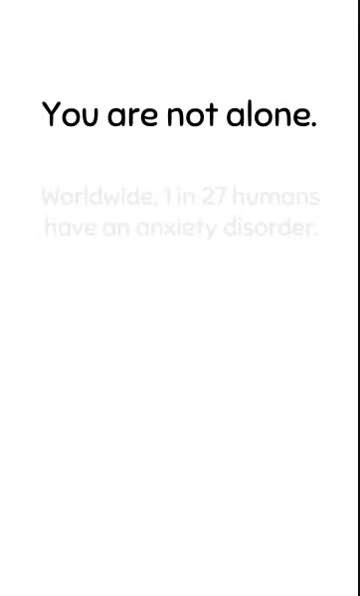 You are not alone.
Worldwide, 1 in 27 humans
have an anxiety disorder.